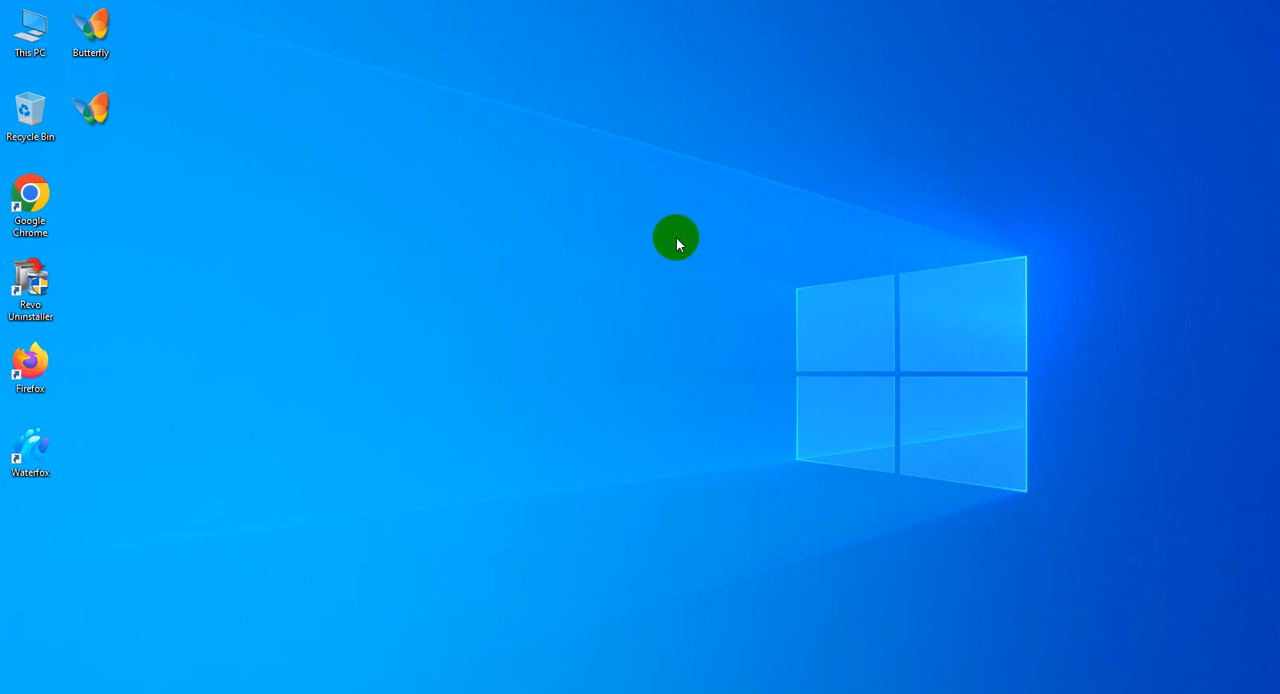 This PC
Butterfly
Recycle Bin
Google
Chrome
Revo
Uninstaller
Firefox
Waterfox